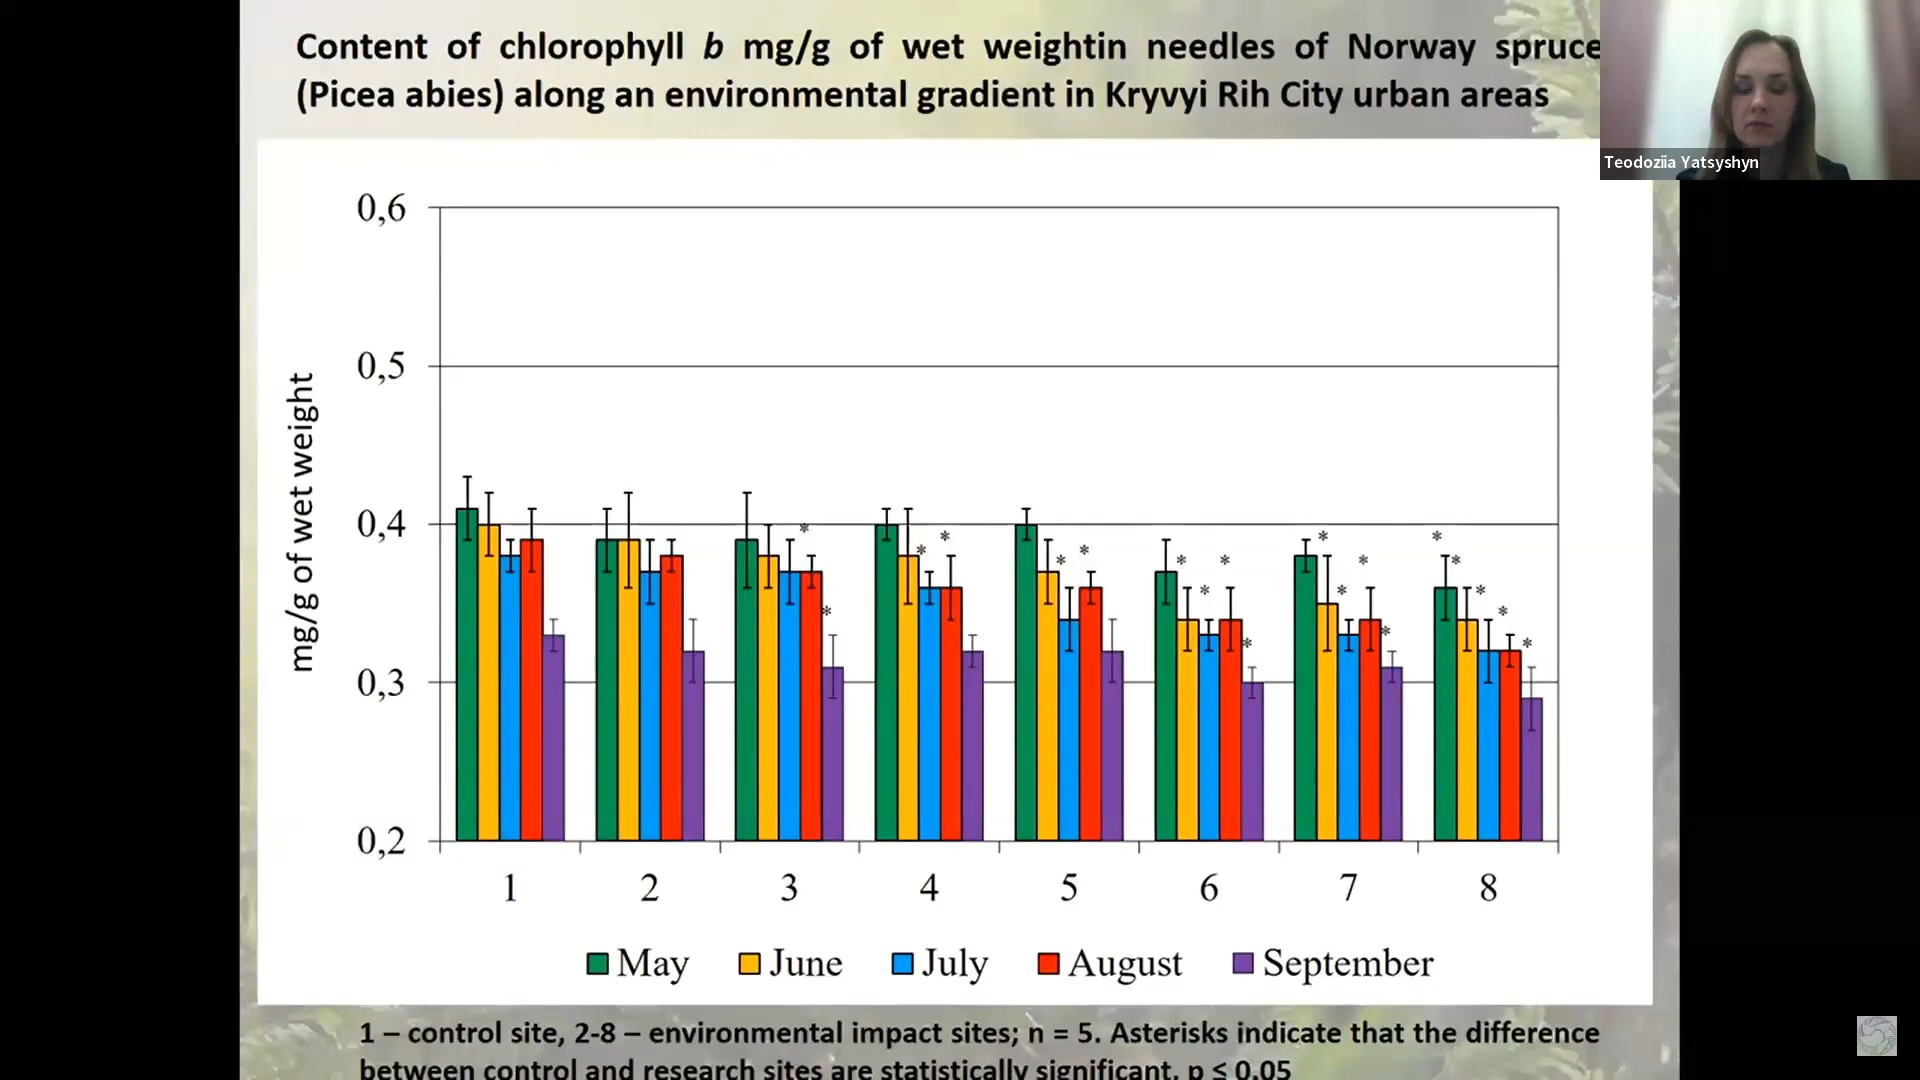 Content of chlorophyll b mg/g of wet weightin needles of Norway spruce
(Picea abies) along an environmental gradient in Kryvyi Rih City urban areas
Teodoziia Yatsyshyn
mg/g of wet weight
0,6
0,5
0,4
0,3
0,2
* * * * * * * * * * * * * * * * * * *
1 2 3 4 5 6 7 8
May June July August September
1 – control site, 2-8 – environmental impact sites; n = 5. Asterisks indicate that the difference
between control and research sites are statistically significant, p ≤ 0.05